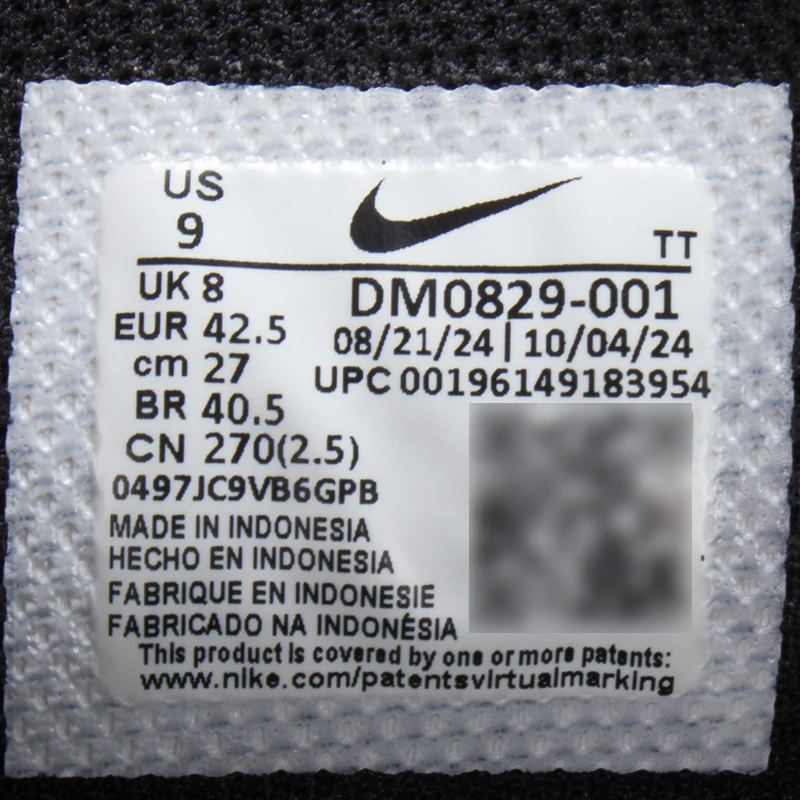 US
9
TT
UK 8
EUR 42.5
cm 27
BR 40.5
CN 270(2.5)
DM0829-001
08/21/24 | 10/04/24
UPC 00196149183954
0497JC9VB6GPB
MADE IN INDONESIA
HECHO EN INDONESIA
FABRIQUE EN INDONESIE
FABRICADO NA INDONÉSIA
This product is covered by one or more patents:
www.nike.com/patentsvirtualmarking